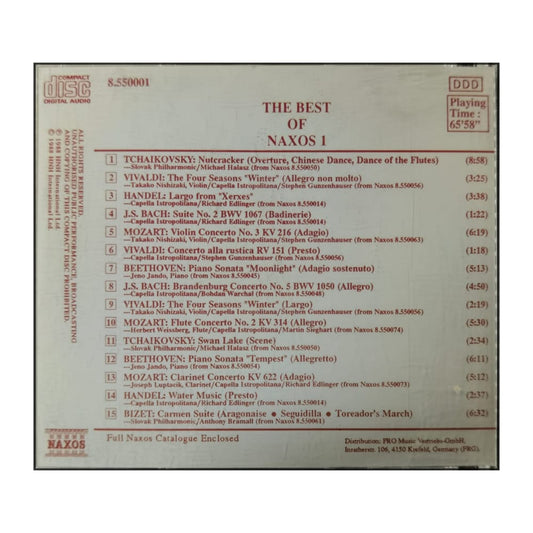 COMPACT
disc
DIGITAL AUDIO
8.550001
DDD
Playing
Time :
65'58"
THE BEST
OF
NAXOS 1
1 TCHAIKOVSKY: Nutcracker (Overture, Chinese Dance, Dance of the Flutes) (8:58)
—Slovak Philharmonic/Michael Halasz (from Naxos 8.550050)
2 VIVALDI: The Four Seasons "Winter" (Allegro non molto) (3:25)
—Takako Nishizaki, Violin/Capella Istropolitana/Stephen Gunzenhauser (from Naxos 8.550056)
3 HANDEL: Largo from "Xerxes" (3:38)
—Capella Istropolitana/Richard Edlinger (from Naxos 8.550014)
4 J.S. BACH: Suite No. 2 BWV 1067 (Badinerie) (1:22)
—Capella Istropolitana/Richard Edlinger (from Naxos 8.550014)
5 MOZART: Violin Concerto No. 3 KV 216 (Adagio) (6:19)
—Takako Nishizaki, Violin/Capella Istropolitana/Stephen Gunzenhauser (from Naxos 8.550063)
6 VIVALDI: Concerto alla rustica RV 151 (Presto) (1:18)
—Capella Istropolitana/Stephen Gunzenhauser (from Naxos 8.550056)
7 BEETHOVEN: Piano Sonata "Moonlight" (Adagio sostenuto) (5:13)
—Jeno Jando, Piano (from Naxos 8.550045)
8 J.S. BACH: Brandenburg Concerto No. 5 BWV 1050 (Allegro) (4:50)
—Capella Istropolitana/Bohdan Warchal (from Naxos 8.550048)
9 VIVALDI: The Four Seasons "Winter" (Largo) (2:19)
—Takako Nishizaki, Violin/Capella Istropolitana/Stephen Gunzenhauser (from Naxos 8.550056)
10 MOZART: Flute Concerto No. 2 KV 314 (Allegro) (5:30)
—Herbert Weissberg, Flute/Capella Istropolitana/Martin Sieghart (from Naxos 8.550074)
11 TCHAIKOVSKY: Swan Lake (Scene) (2:34)
—Slovak Philharmonic/Michael Halasz (from Naxos 8.550050)
12 BEETHOVEN: Piano Sonata "Tempest" (Allegretto) (6:11)
—Jeno Jando, Piano (from Naxos 8.550054)
13 MOZART: Clarinet Concerto KV 622 (Adagio) (5:12)
—Joseph Luptacik, Clarinet/Capella Istropolitana/Richard Edlinger (from Naxos 8.550073)
14 HANDEL: Water Music (Presto) (2:37)
—Capella Istropolitana/Richard Edlinger (from Naxos 8.550014)
15 BIZET: Carmen Suite (Aragonaise • Seguidilla • Toreador's March) (6:32)
—Slovak Philharmonic/Anthony Bramall (from Naxos 8.550061)
ALL RIGHTS RESERVED.
UNAUTHORISED PUBLIC PERFORMANCE, BROADCASTING
AND COPYING OF THIS COMPACT DISC PROHIBITED.
℗ 1988 HNH International Ltd
© 1988 HNH International Ltd.
NAXOS
Full Naxos Catalogue Enclosed
Distribution: PRO Music Vertriebs-GmbH,
Inratherstr. 106, 4150 Krefeld, Germany (FRG).